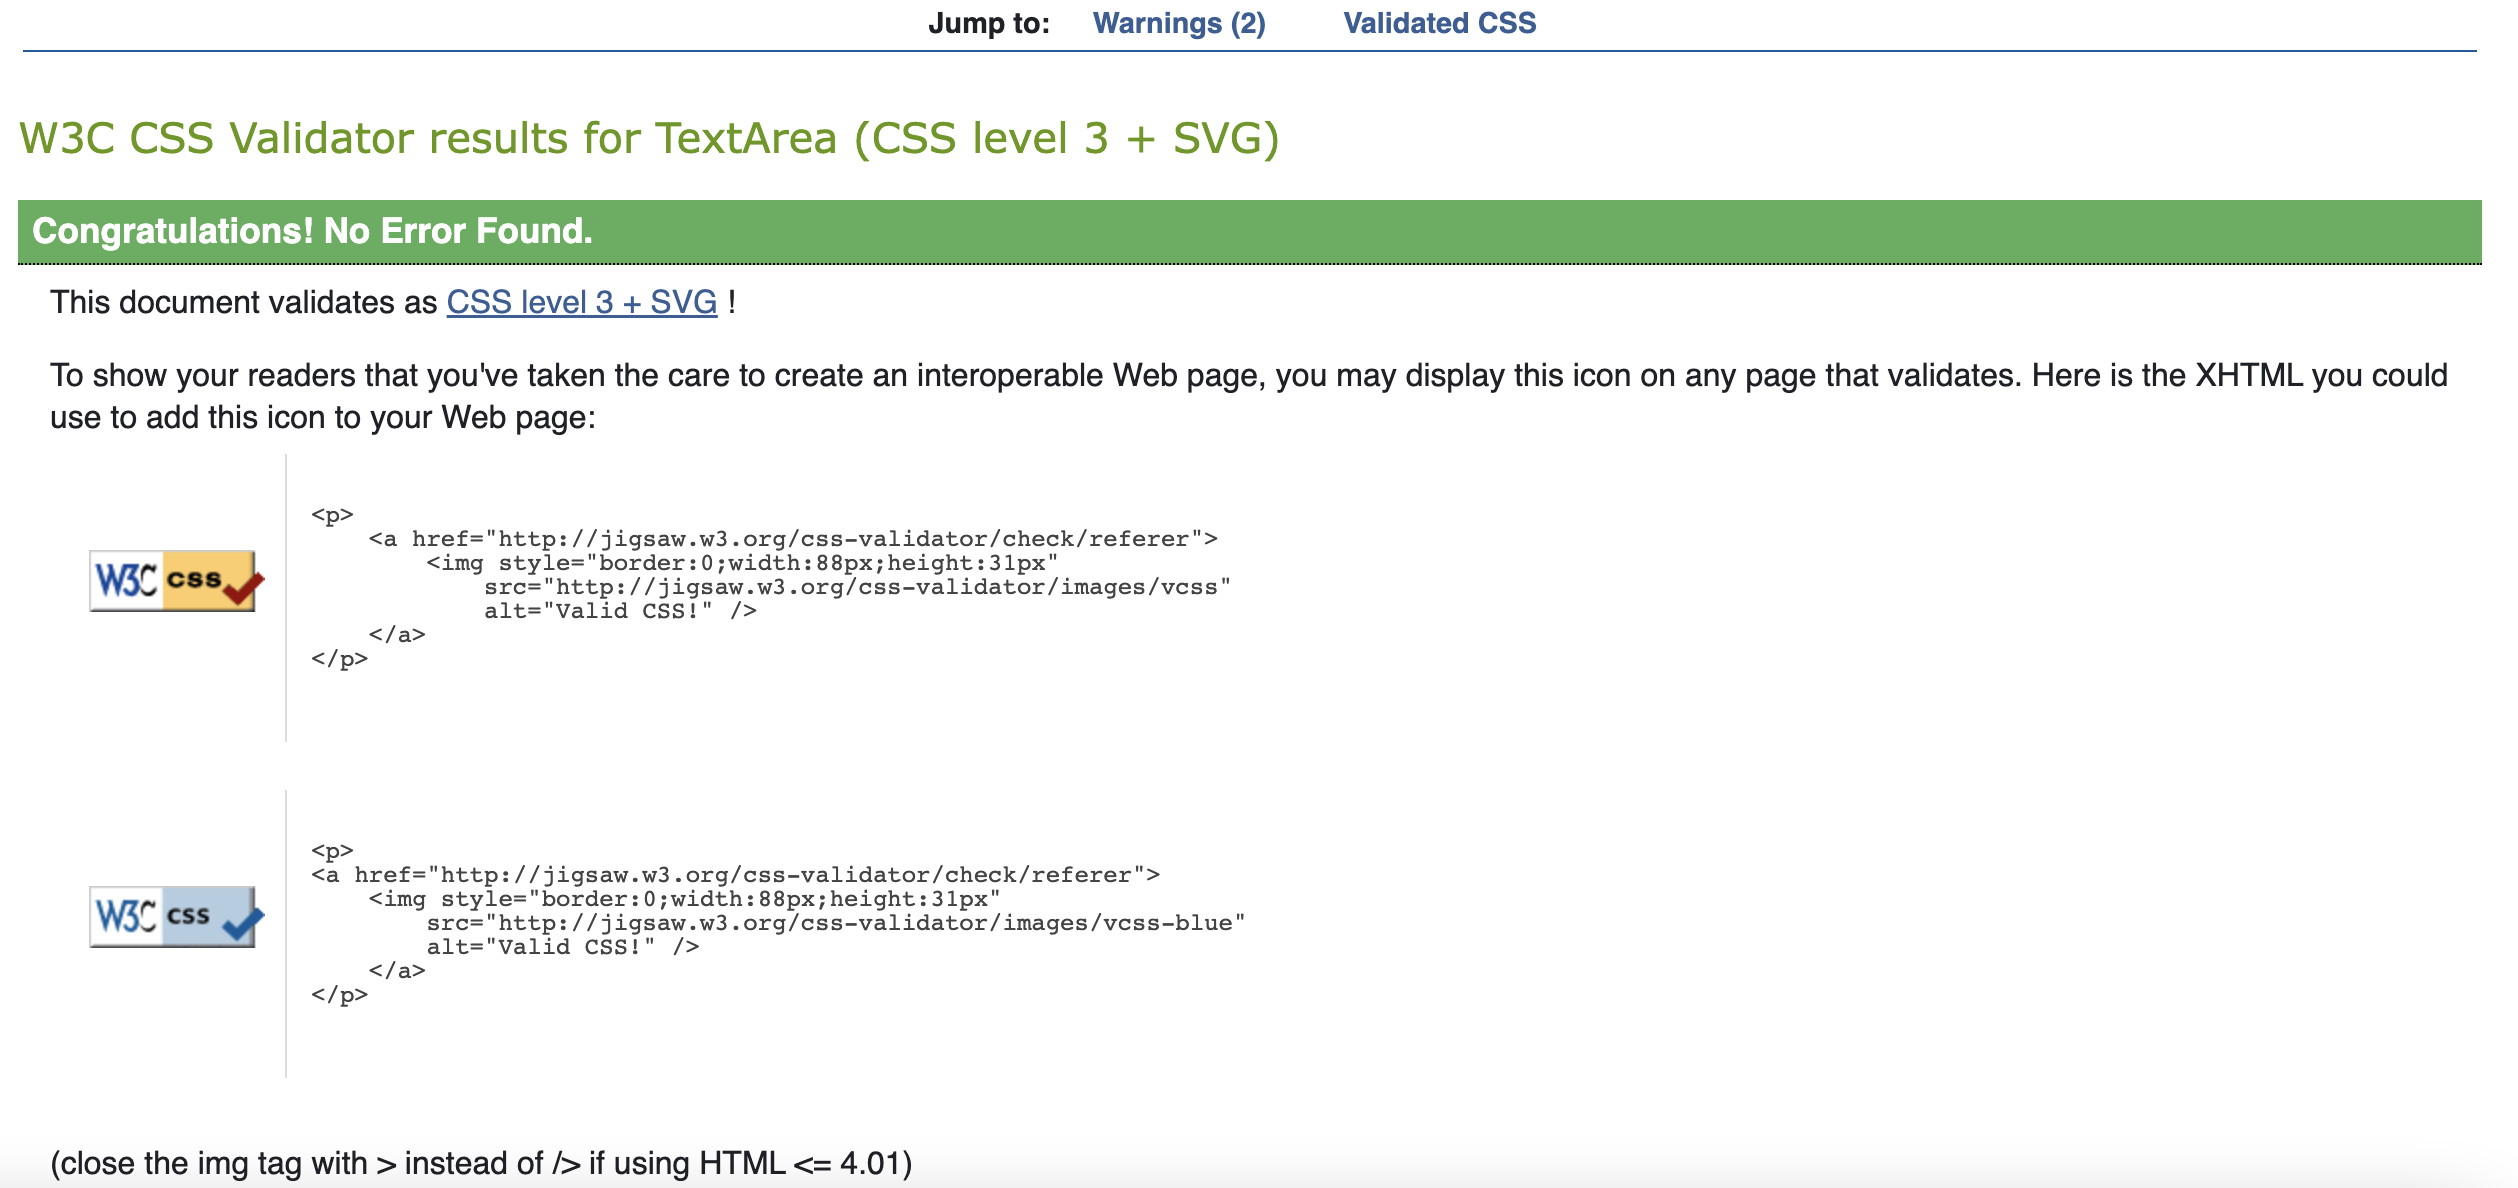 Jump to: Warnings (2) Validated CSS
W3C CSS Validator results for TextArea (CSS level 3 + SVG)
Congratulations! No Error Found.
This document validates as CSS level 3 + SVG !
To show your readers that you've taken the care to create an interoperable Web page, you may display this icon on any page that validates. Here is the XHTML you could
use to add this icon to your Web page:
W3C css
<p>
<a href="http://jigsaw.w3.org/css-validator/check/referer">
<img style="border:0;width:88px;height:31px"
src="http://jigsaw.w3.org/css-validator/images/vcss"
alt="Valid CSS!" />
</a>
</p>
W3C css
<p>
<a href="http://jigsaw.w3.org/css-validator/check/referer">
<img style="border:0;width:88px;height:31px"
src="http://jigsaw.w3.org/css-validator/images/vcss-blue"
alt="Valid CSS!" />
</a>
</p>
(close the img tag with > instead of /> if using HTML <= 4.01)